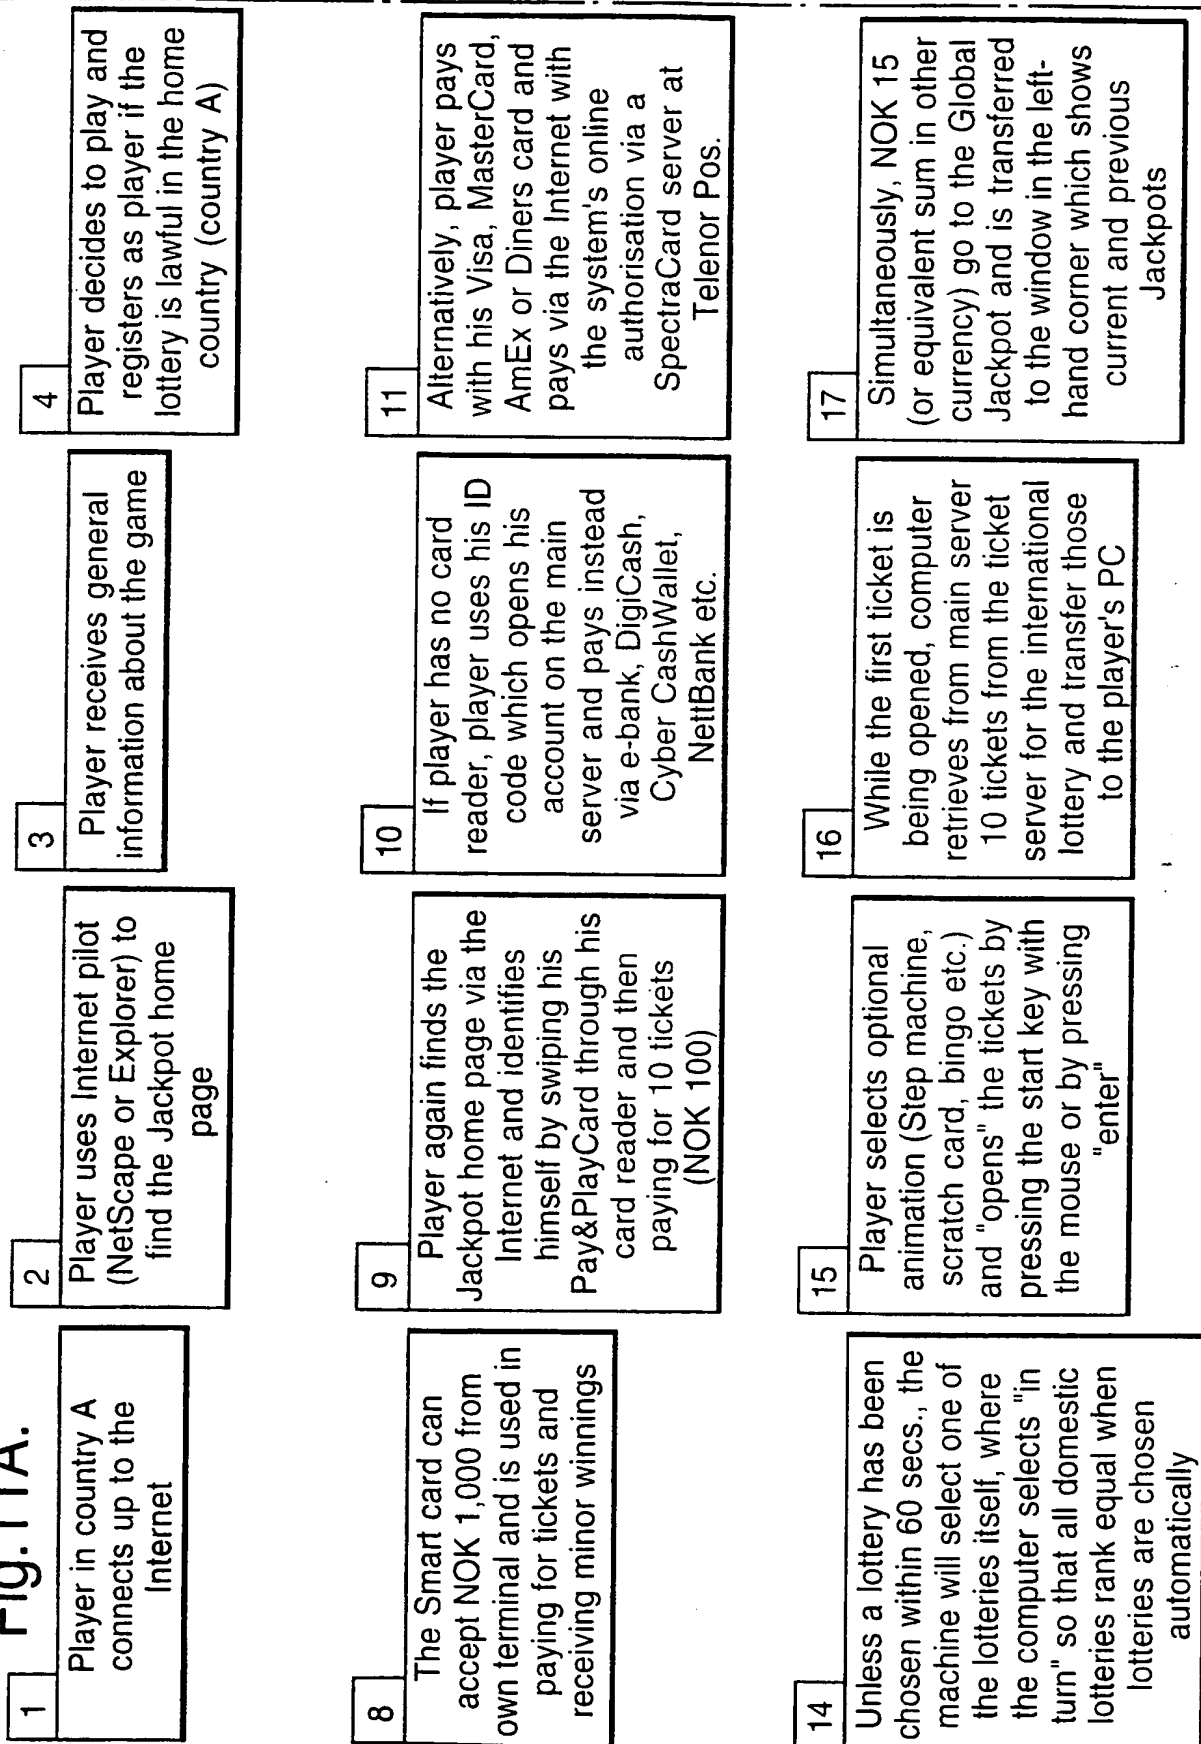 Fig.11A.
1
Player in country A
connects up to the
Internet
2
Player uses Internet pilot
(NetScape or Explorer) to
find the Jackpot home
page
3
Player receives general
information about the game
4
Player decides to play and
registers as player if the
lottery is lawful in the home
country (country A)
8
The Smart card can
accept NOK 1,000 from
own terminal and is used in
paying for tickets and
receiving minor winnings
9
Player again finds the
Jackpot home page via the
Internet and identifies
himself by swiping his
Pay&PlayCard through his
card reader and then
paying for 10 tickets
(NOK 100)
10
If player has no card
reader, player uses his ID
code which opens his
account on the main
server and pays instead
via e-bank, DigiCash,
Cyber CashWallet,
NettBank etc.
11
Alternatively, player pays
with his Visa, MasterCard,
AmEx or Diners card and
pays via the Internet with
the system's online
authorisation via a
SpectraCard server at
Telenor Pos.
14
Unless a lottery has been
chosen within 60 secs., the
machine will select one of
the lotteries itself, where
the computer selects "in
turn" so that all domestic
lotteries rank equal when
lotteries are chosen
automatically
15
Player selects optional
animation (Step machine,
scratch card, bingo etc.)
and "opens" the tickets by
pressing the start key with
the mouse or by pressing
"enter"
16
While the first ticket is
being opened, computer
retrieves from main server
10 tickets from the ticket
server for the international
lottery and transfer those
to the player's PC
17
Simultaneously, NOK 15
(or equivalent sum in other
currency) go to the Global
Jackpot and is transferred
to the window in the left-
hand corner which shows
current and previous
Jackpots